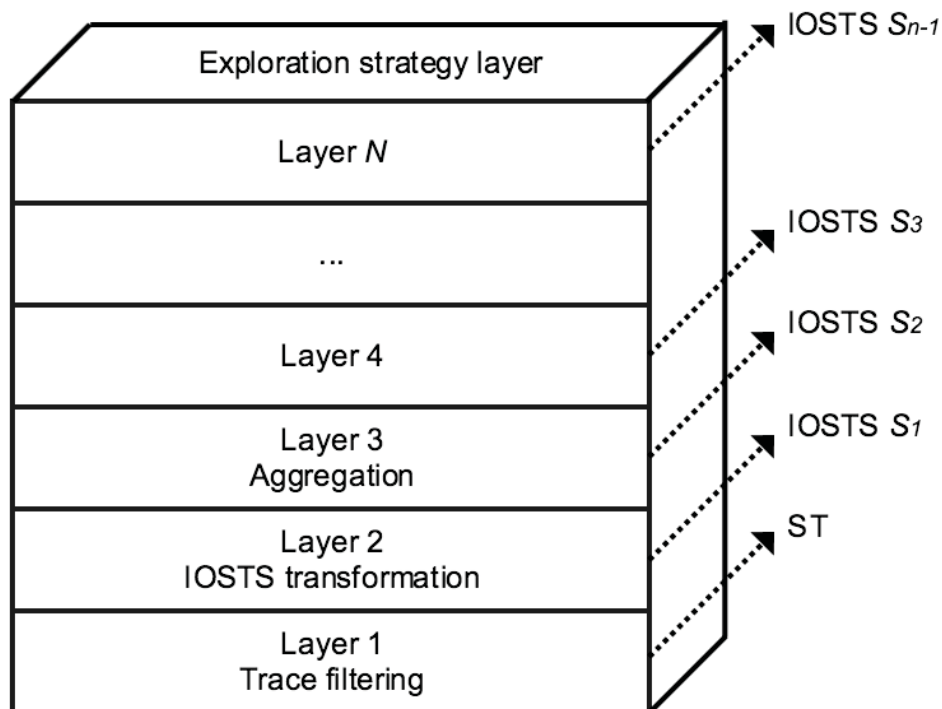 IOSTS Sn-1
Exploration strategy layer
Layer N
IOSTS S3
...
IOSTS S2
Layer 4
IOSTS S1
Layer 3
Aggregation
ST
Layer 2
IOSTS transformation
Layer 1
Trace filtering